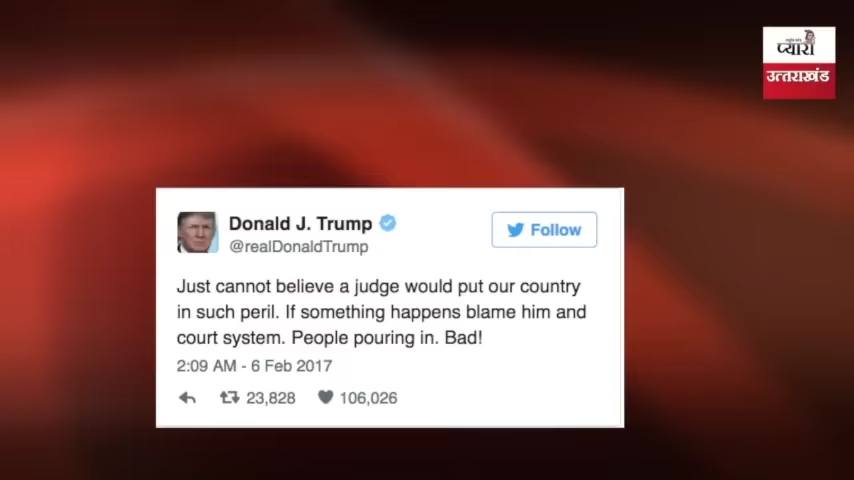 प्यारा
उत्तराखंड
Donald J. Trump
@realDonaldTrump
Follow
Just cannot believe a judge would put our country
in such peril. If something happens blame him and
court system. People pouring in. Bad!
2:09 AM - 6 Feb 2017
23,828 106,026